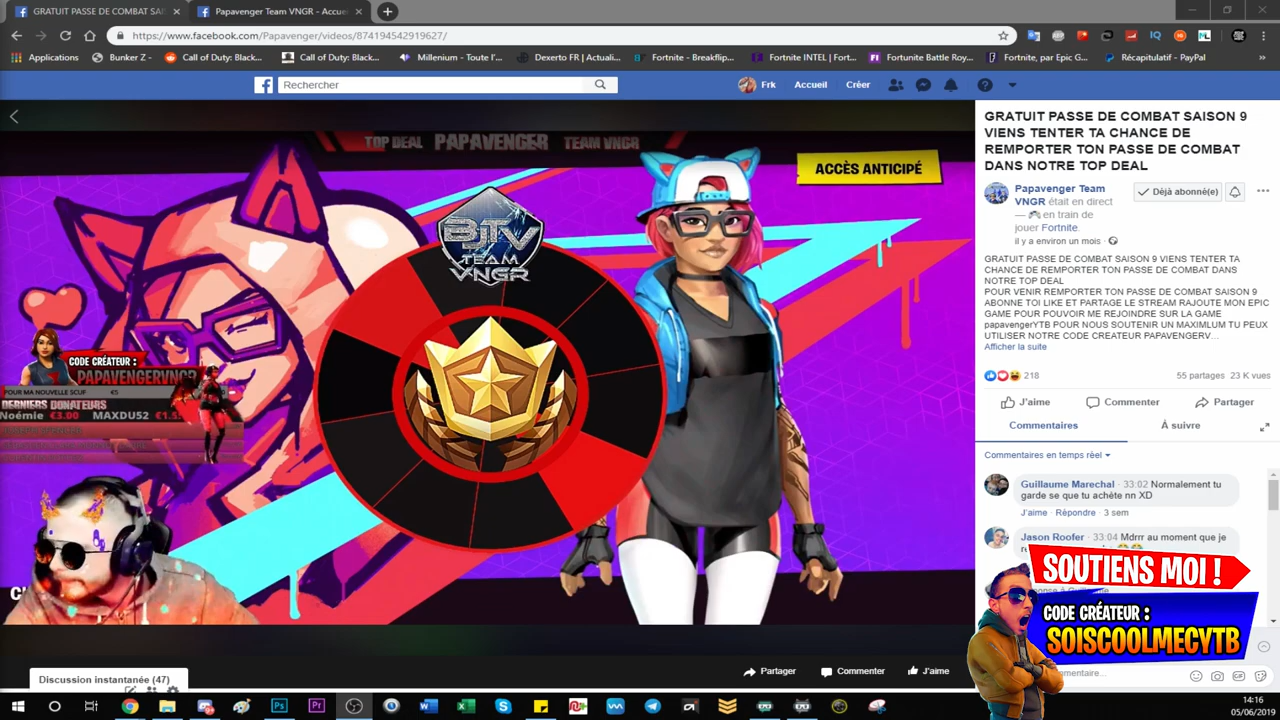 GRATUIT PASSE DE COMBAT SAI
Papavenger Team VNGR - Accue
https://www.facebook.com/Papavenger/videos/874194542919627/
Applications
Bunker Z -
Call of Duty: Black...
Call of Duty: Black...
Millenium - Toute l'...
Dexerto FR | Actuali...
Fortnite - Breakflip...
Fortnite INTEL | Fort...
Fortunite Battle Roy...
Fortnite, par Epic G...
Récapitulatif - PayPal
Rechercher
Frk
Accueil
Créer
TOP DEAL PAPAVENGER TEAM VNGR
ACCÈS ANTICIPÉ
BJTV
TEAM
VNGR
CODE CRÉATEUR :
PAPAVENGERVNGR
POUR MA NOUVELLE SCUF €5
DERNIERS DONATEURS
Noémie €3.00 MAXDU52
GRATUIT PASSE DE COMBAT SAISON 9
VIENS TENTER TA CHANCE DE
REMPORTER TON PASSE DE COMBAT
DANS NOTRE TOP DEAL
Papavenger Team
VNGR était en direct
— en train de
jouer Fortnite.
il y a environ un mois ·
Déjà abonné(e)
GRATUIT PASSE DE COMBAT SAISON 9 VIENS TENTER TA
CHANCE DE REMPORTER TON PASSE DE COMBAT DANS
NOTRE TOP DEAL
POUR VENIR REMPORTER TON PASSE DE COMBAT SAISON 9
ABONNE TOI LIKE ET PARTAGE LE STREAM RAJOUTE MON EPIC
GAME POUR POUVOIR ME REJOINDRE SUR LA GAME
papavengerYTB POUR NOUS SOUTENIR UN MAXIMLUM TU PEUX
UTILISER NOTRE CODE CREATEUR PAPAVENGERV...
Afficher la suite
218
55 partages 23 K vues
J'aime
Commenter
Partager
Commentaires
À suivre
Commentaires en temps réel
Guillaume Marechal · 33:02 Normalement tu
garde se que tu achète nn XD
J'aime · Répondre · 3 sem
Jason Roofer · 33:04 Mdrrr au moment que je
SOUTIENS MOI !
CODE CRÉATEUR :
SOISCOOLMECYTB
Partager
Commenter
J'aime
Discussion instantanée (47)
14:16
05/06/2019